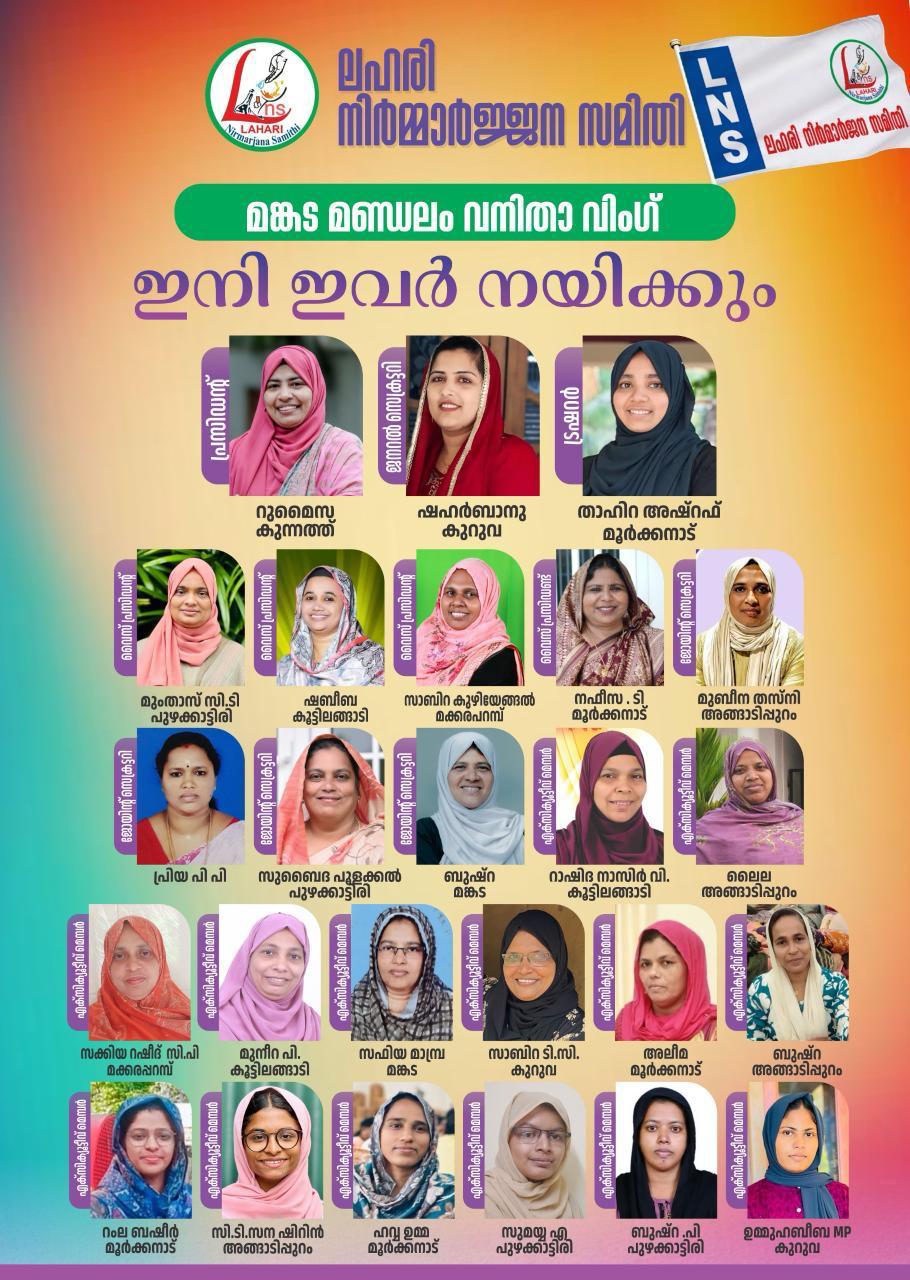 Lns
LAHARI
Nirmarjana Samithi
ലഹരി
നിർമ്മാർജ്ജന സമിതി
LNS
LAHARI
ലഹരി നിർമാർജന സമിതി
മങ്കട മണ്ഡലം വനിതാ വിംഗ്
ഇനി ഇവർ നയിക്കും
പ്രസിഡന്റ്
ജനറൽ സെക്രട്ടറി
ട്രഷറർ
റുമൈസ
കുന്നത്ത്
ഷഹർബാനു
കുറുവ
താഹിറ അഷ്റഫ്
മൂർക്കനാട്
വൈസ് പ്രസിഡന്റ്
വൈസ് പ്രസിഡന്റ്
വൈസ് പ്രസിഡന്റ്
വൈസ് പ്രസിഡണ്ട്
ജോയിന്റ് സെക്രട്ടറി
മുംതാസ് സി.ടി
പുഴക്കാട്ടിരി
ഷബീബ
കൂട്ടിലങ്ങാടി
സാബിറ കുഴിയേങ്ങൽ
മക്കരപറമ്പ്
നഫീസ . ടി
മൂർക്കനാട്
മുബീന തസ്നി
അങ്ങാടിപ്പുറം
ജോയിന്റ് സെക്രട്ടറി
ജോയിന്റ് സെക്രട്ടറി
ജോയിന്റ് സെക്രട്ടറി
എക്സിക്യൂട്ടീവ് മെമ്പർ
എക്സിക്യൂട്ടീവ് മെമ്പർ
പ്രിയ പി പി
സുബൈദ പൂളക്കൽ
പുഴക്കാട്ടിരി
ബുഷ്റ
മങ്കട
റാഷിദ നാസിർ വി.
കൂട്ടിലങ്ങാടി
ലൈല
അങ്ങാടിപ്പുറം
എക്സിക്യൂട്ടീവ് മെമ്പർ
എക്സിക്യൂട്ടീവ് മെമ്പർ
എക്സിക്യൂട്ടീവ് മെമ്പർ
എക്സിക്യൂട്ടീവ് മെമ്പർ
എക്സിക്യൂട്ടീവ് മെമ്പർ
എക്സിക്യൂട്ടീവ് മെമ്പർ
സക്കിയ റഷീദ് സി.പി
മക്കരപ്പറമ്പ്
മുനീറ പി.
കൂട്ടിലങ്ങാടി
സഫിയ മാമ്പ്ര
മങ്കട
സാബിറ ടി.സി.
കുറുവ
അലീമ
മൂർക്കനാട്
ബുഷ്റ
അങ്ങാടിപ്പുറം
എക്സിക്യൂട്ടീവ് മെമ്പർ
എക്സിക്യൂട്ടീവ് മെമ്പർ
എക്സിക്യൂട്ടീവ് മെമ്പർ
എക്സിക്യൂട്ടീവ് മെമ്പർ
എക്സിക്യൂട്ടീവ് മെമ്പർ
എക്സിക്യൂട്ടീവ് മെമ്പർ
റംല ബഷീർ
മൂർക്കനാട്
സി.ടി.സന ഷിറിൻ
അങ്ങാടിപ്പുറം
ഹവ്വ ഉമ്മ
മൂർക്കനാട്
സുമയ്യ എ
പുഴക്കാട്ടിരി
ബുഷ്റ .പി
പുഴക്കാട്ടിരി
ഉമ്മുഹബീബ MP
കുറുവ